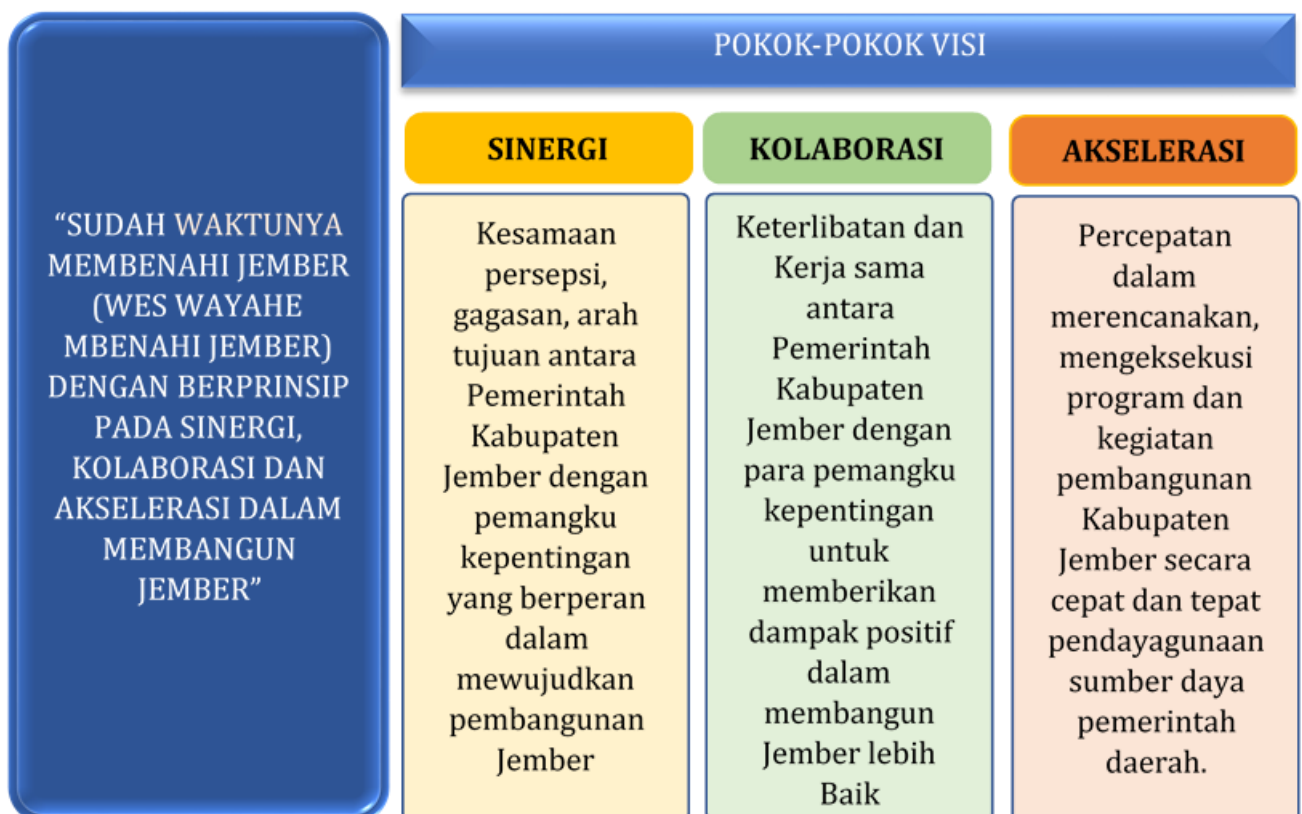 “SUDAH WAKTUNYA
MEMBENAHI JEMBER
(WES WAYAHE
MBENAHI JEMBER)
DENGAN BERPRINSIP
PADA SINERGI,
KOLABORASI DAN
AKSELERASI DALAM
MEMBANGUN
JEMBER”
POKOK-POKOK VISI
SINERGI
Kesamaan
persepsi,
gagasan, arah
tujuan antara
Pemerintah
Kabupaten
Jember dengan
pemangku
kepentingan
yang berperan
dalam
mewujudkan
pembangunan
Jember
KOLABORASI
Keterlibatan dan
Kerja sama
antara
Pemerintah
Kabupaten
Jember dengan
para pemangku
kepentingan
untuk
memberikan
dampak positif
dalam
membangun
Jember lebih
Baik
AKSELERASI
Percepatan
dalam
merencanakan,
mengeksekusi
program dan
kegiatan
pembangunan
Kabupaten
Jember secara
cepat dan tepat
pendayagunaan
sumber daya
pemerintah
daerah.